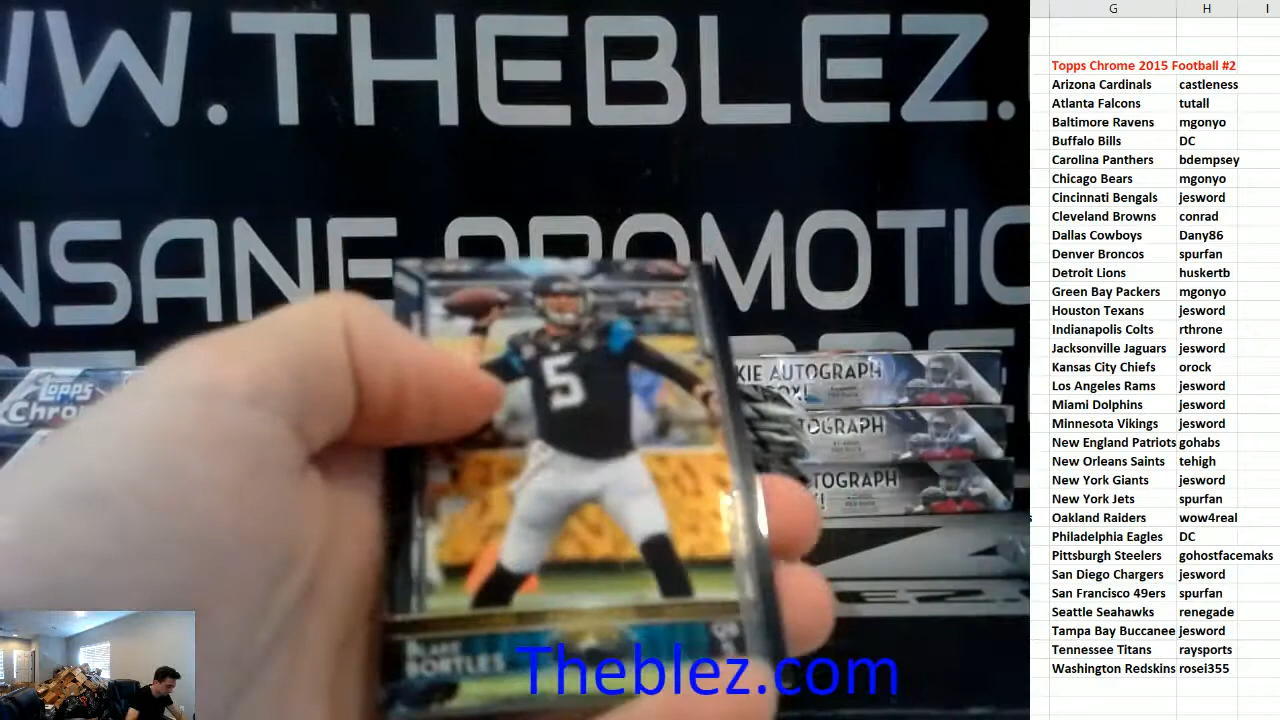 WW.THEBLEZ.
NSANE PROMOTIO
Topps
Chrom
KIE AUTOGRAPH
TOGRAPH
TOGRAPH
5
BLAKE
BORTLES
QB
Theblez.com
G H I
Topps Chrome 2015 Football #2
Arizona Cardinals castleness
Atlanta Falcons tutall
Baltimore Ravens mgonyo
Buffalo Bills DC
Carolina Panthers bdempsey
Chicago Bears mgonyo
Cincinnati Bengals jesword
Cleveland Browns conrad
Dallas Cowboys Dany86
Denver Broncos spurfan
Detroit Lions huskertb
Green Bay Packers mgonyo
Houston Texans jesword
Indianapolis Colts rthrone
Jacksonville Jaguars jesword
Kansas City Chiefs orock
Los Angeles Rams jesword
Miami Dolphins jesword
Minnesota Vikings jesword
New England Patriots gohabs
New Orleans Saints tehigh
New York Giants jesword
New York Jets spurfan
Oakland Raiders wow4real
Philadelphia Eagles DC
Pittsburgh Steelers gohostfacemaks
San Diego Chargers jesword
San Francisco 49ers spurfan
Seattle Seahawks renegade
Tampa Bay Buccanee jesword
Tennessee Titans raysports
Washington Redskins rosei355